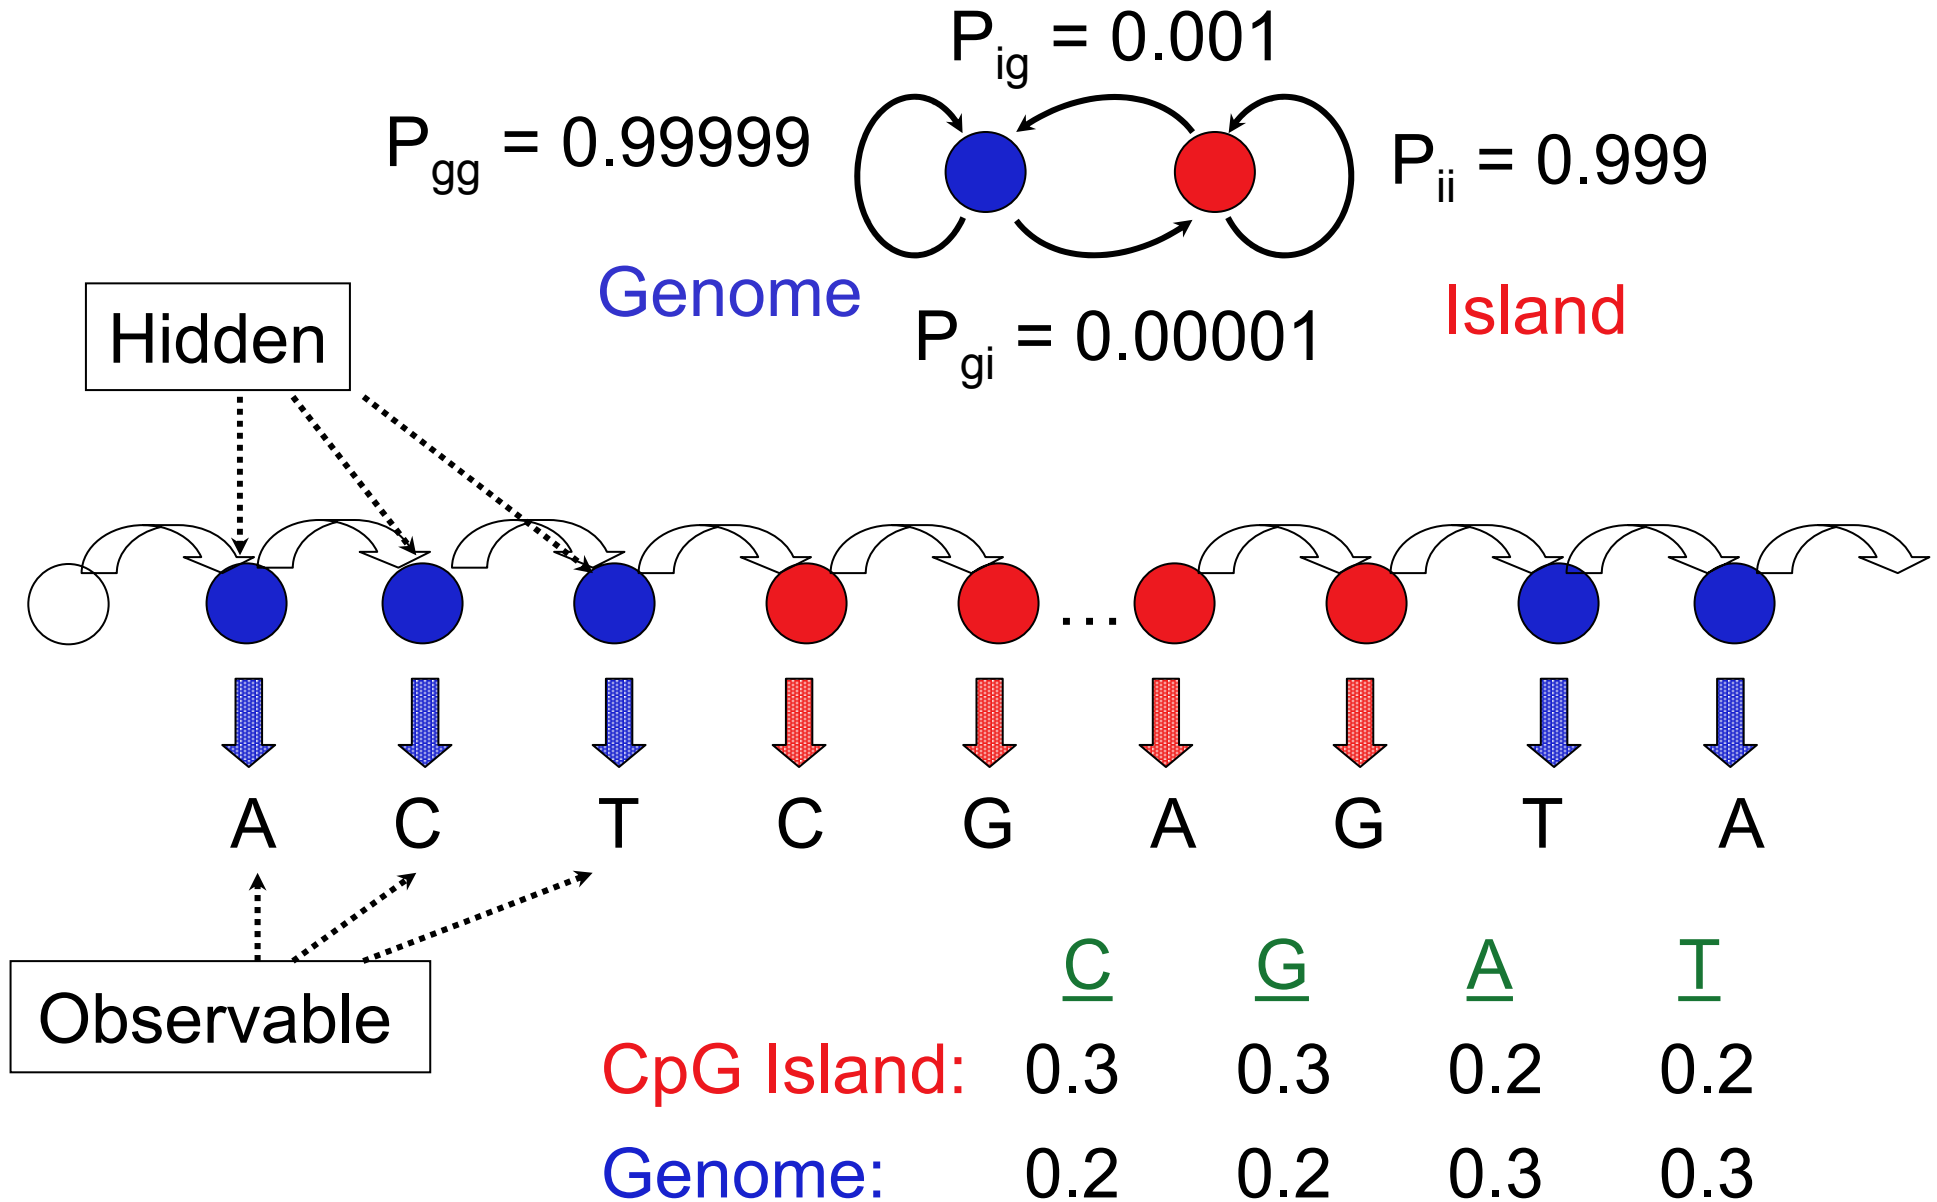 P_ig = 0.001
P_gg = 0.99999
P_ii = 0.999
Genome
Island
P_gi = 0.00001
Hidden
...
A C T C G A G T A
Observable
C G A T
CpG Island: 0.3 0.3 0.2 0.2
Genome: 0.2 0.2 0.3 0.3